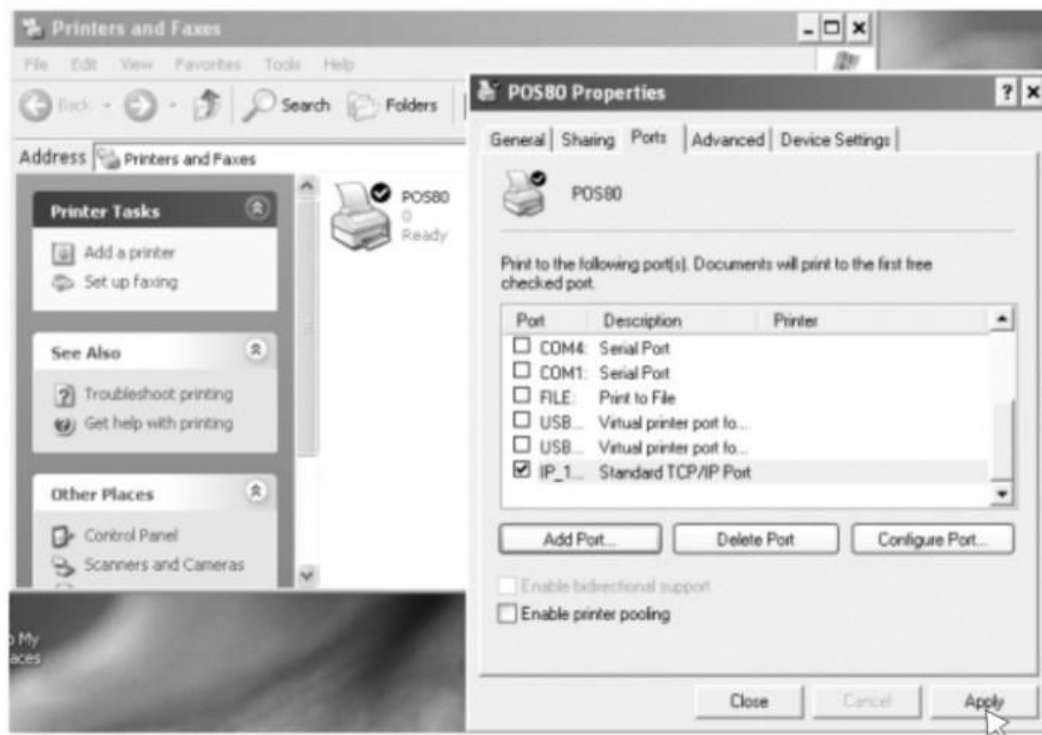 Printers and Faxes
File Edit View Favorites Tools Help
Back Search Folders
Address Printers and Faxes
Printer Tasks
Add a printer
Set up faxing
See Also
Troubleshoot printing
Get help with printing
Other Places
Control Panel
Scanners and Cameras
POS80
0
Ready
My
POS80 Properties
General Sharing Ports Advanced Device Settings
POS80
Print to the following port(s). Documents will print to the first free
checked port.
Port Description Printer
COM4: Serial Port
COM1: Serial Port
FILE: Print to File
USB... Virtual printer port fo...
USB... Virtual printer port fo...
IP_1... Standard TCP/IP Port
Add Port... Delete Port Configure Port...
Enable bidirectional support
Enable printer pooling
Close Cancel Apply